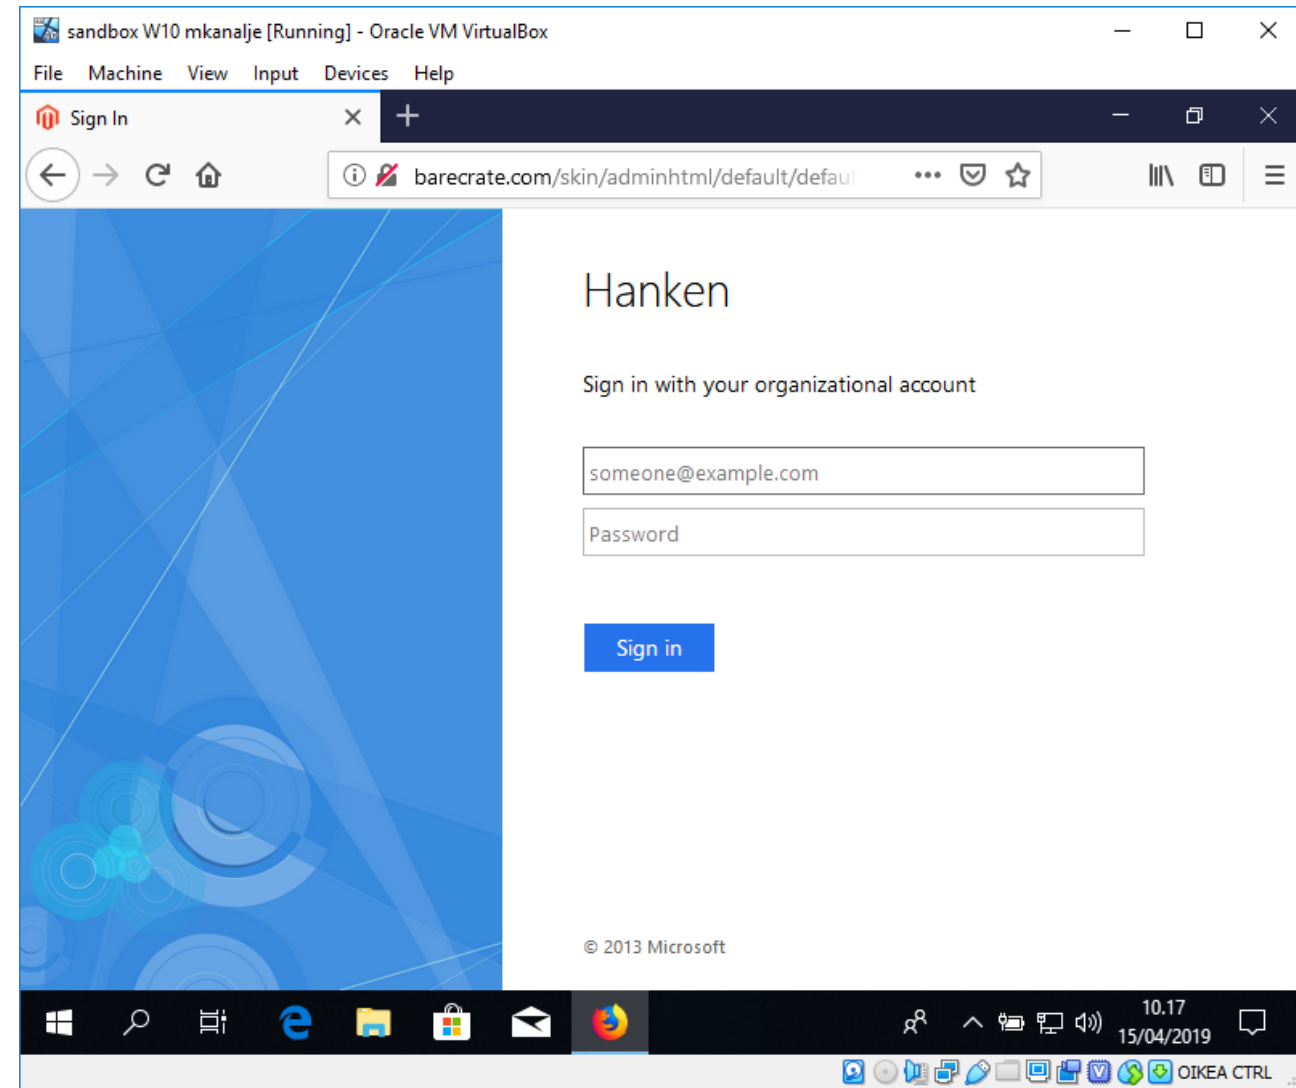 sandbox W10 mkanalje [Running] - Oracle VM VirtualBox
File Machine View Input Devices Help
Sign In
barecrate.com/skin/adminhtml/default/defaul
Hanken
Sign in with your organizational account
someone@example.com
Password
Sign in
© 2013 Microsoft
10.17
15/04/2019
OIKEA CTRL